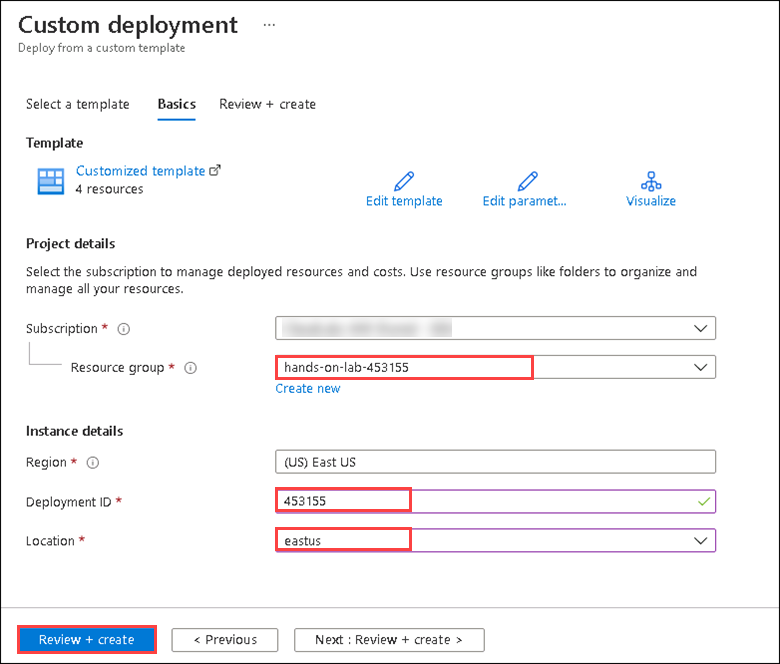 Custom deployment ...
Deploy from a custom template
Select a template Basics Review + create
Template
Customized template
4 resources
Edit template Edit paramet... Visualize
Project details
Select the subscription to manage deployed resources and costs. Use resource groups like folders to organize and
manage all your resources.
Subscription *
Resource group * hands-on-lab-453155
Create new
Instance details
Region * (US) East US
Deployment ID * 453155
Location * eastus
Review + create < Previous Next : Review + create >